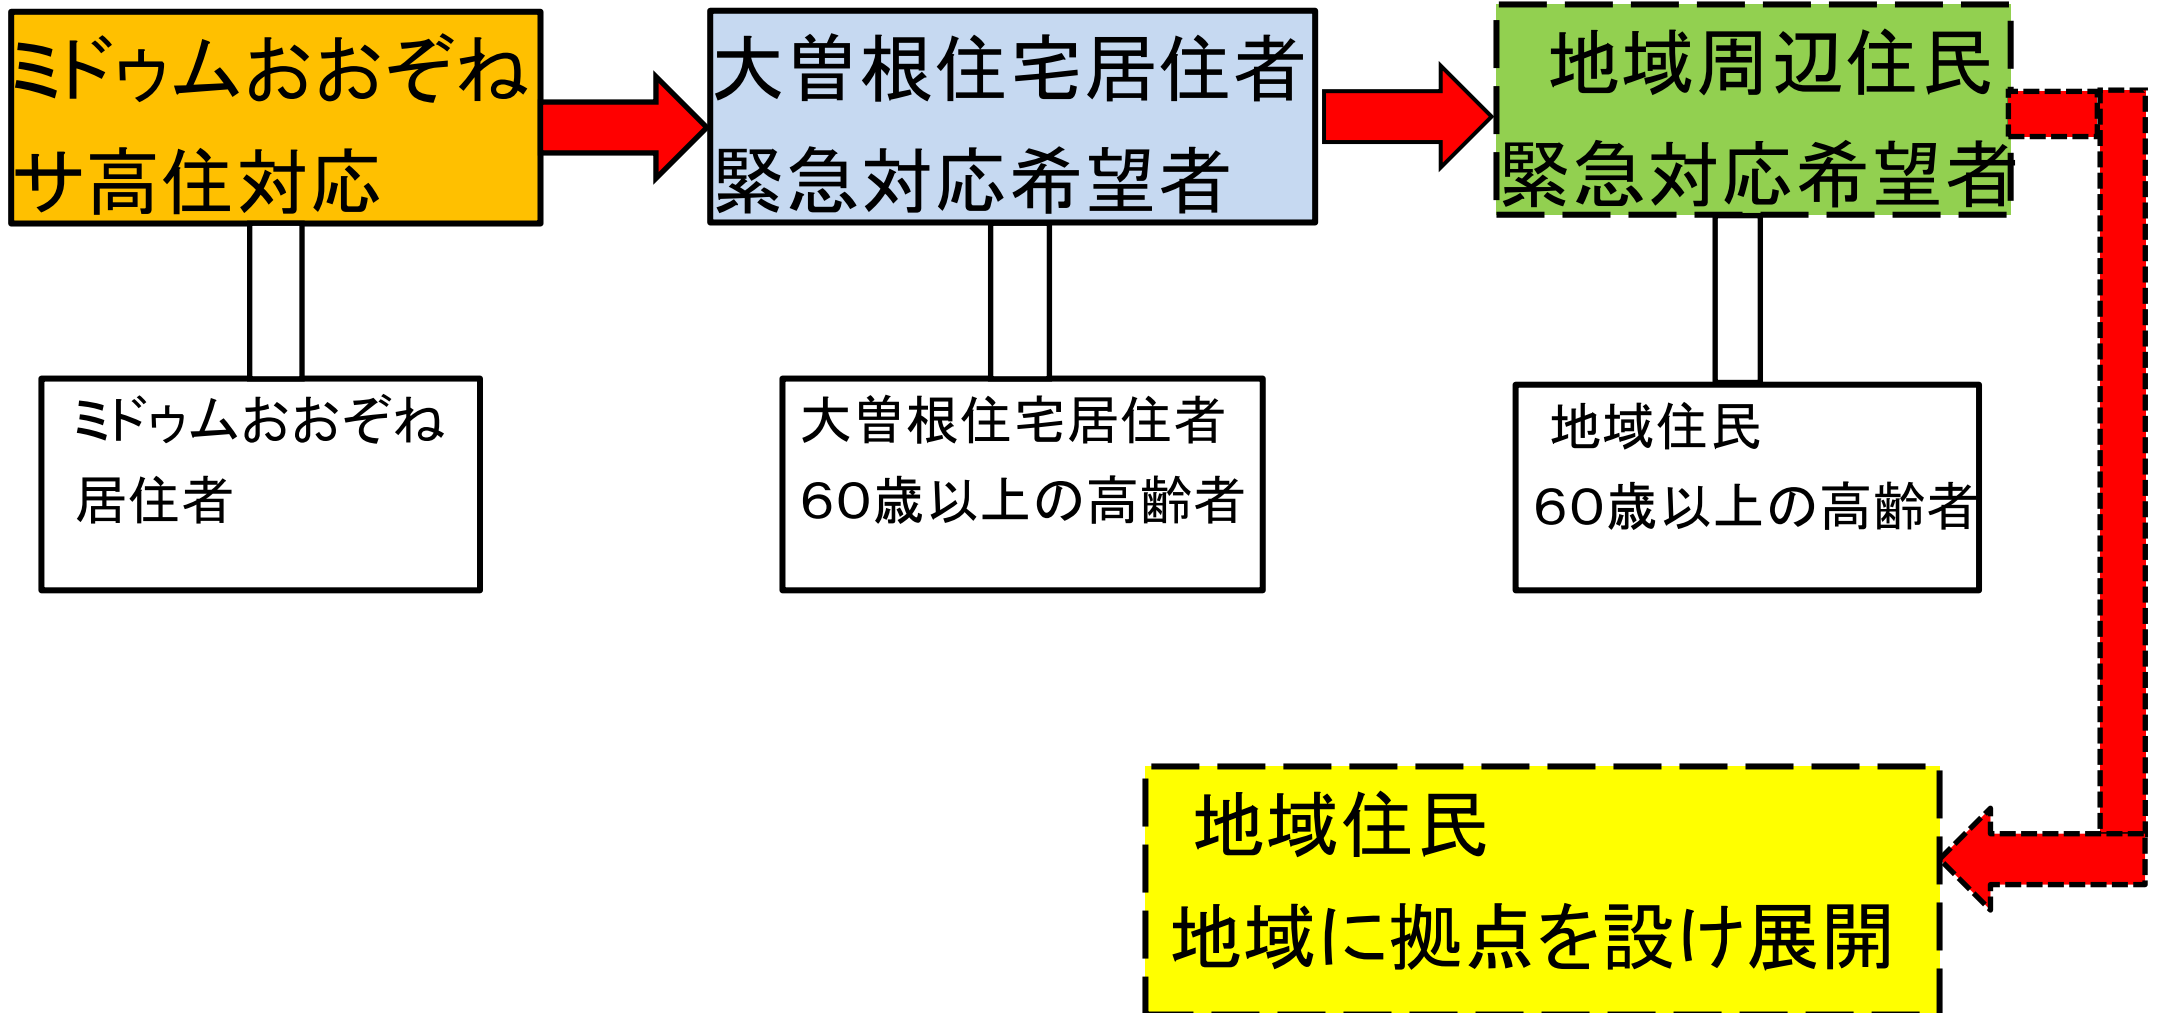 ミドゥムおおぞね
サ高住対応
大曽根住宅居住者
緊急対応希望者
地域周辺住民
緊急対応希望者
ミドゥムおおぞね
居住者
大曽根住宅居住者
60歳以上の高齢者
地域住民
60歳以上の高齢者
地域住民
地域に拠点を設け展開